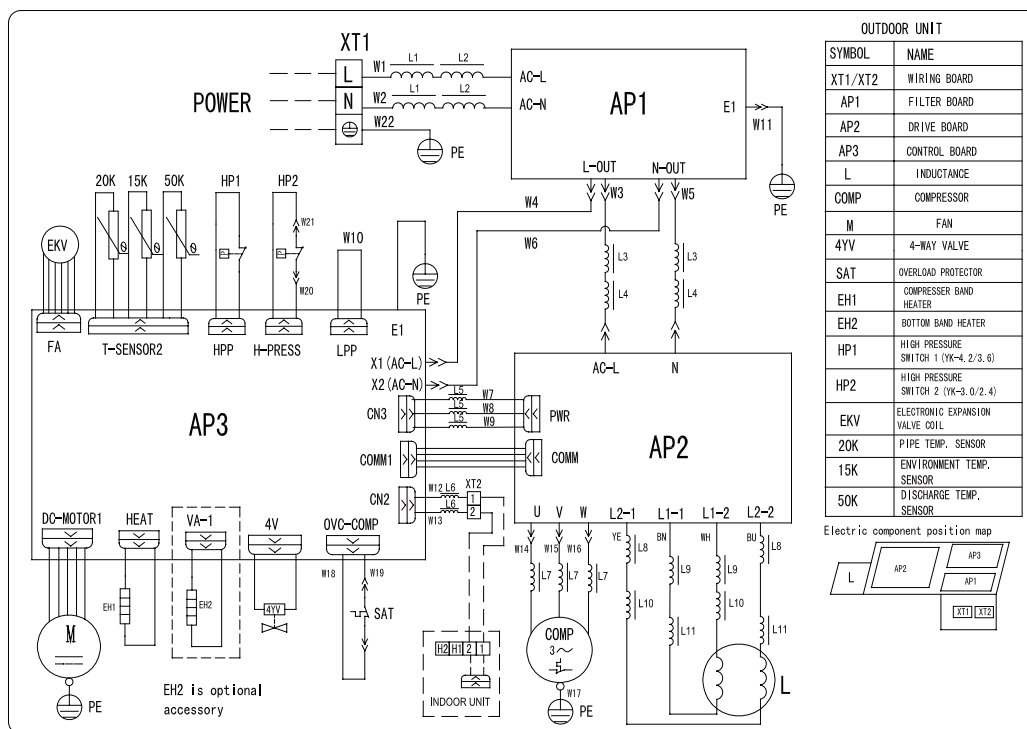 OUTDOOR UNIT
SYMBOL NAME
XT1/XT2 WIRING BOARD
AP1 FILTER BOARD
AP2 DRIVE BOARD
AP3 CONTROL BOARD
L INDUCTANCE
COMP COMPRESSOR
M FAN
4YV 4-WAY VALVE
SAT OVERLOAD PROTECTOR
EH1 COMPRESSER BAND
HEATER
EH2 BOTTOM BAND HEATER
HP1 HIGH PRESSURE
SWITCH 1 (YK-4.2/3.6)
HP2 HIGH PRESSURE
SWITCH 2 (YK-3.0/2.4)
EKV ELECTRONIC EXPANSION
VALVE COIL
20K PIPE TEMP. SENSOR
15K ENVIRONMENT TEMP.
SENSOR
50K DISCHARGE TEMP.
SENSOR
Electric component position map
L AP2 AP3
AP1
XT1 XT2
XT1
POWER
L W1 L1 L2 AC-L
N W2 L1 L2 AC-N
W22
PE
AP1
E1
W11
PE
L-OUT N-OUT
W3 W5
W4
W6
L3 L3
L4 L4
20K 15K 50K HP1 HP2
W21
W20
W10
EKV
PE
FA T-SENSOR2 HPP H-PRESS LPP E1
X1(AC-L)
X2(AC-N)
AP3
CN3 L5 W7 PWR
L5 W8
L5 W9
COMM1 COMM
CN2 W12 L6 XT2
W13 L6 1
2
AC-L N
AP2
U V W L2-1 L1-1 L1-2 L2-2
YE BN WH BU
W14 W15 W16
L7 L7 L7
L8 L9 L9 L8
L10 L11 L10 L11
COMP
3~
W17
PE
L
DC-MOTOR1 HEAT VA-1 4V OVC-COMP
W18 W19
EH1 EH2 4YV SAT
M
PE
EH2 is optional
accessory
H2 H1 2 1
INDOOR UNIT